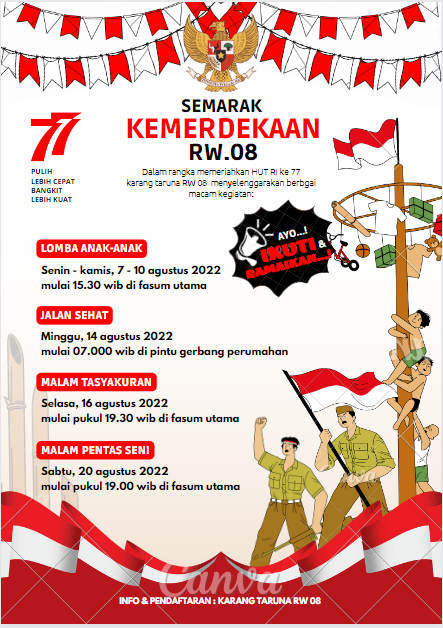 SEMARAK
KEMERDEKAAN
RW.08
77
PULIH
LEBIH CEPAT
BANGKIT
LEBIH KUAT
Dalam rangka memeriahkan HUT RI ke 77
karang taruna RW 08 menyelenggarakan berbgai
macam kegiatan:
AYO...!
IKUTI &
RAMAIKAN...!
LOMBA ANAK-ANAK
Senin - kamis, 7 - 10 agustus 2022
mulai 15.30 wib di fasum utama
JALAN SEHAT
Minggu, 14 agustus 2022
mulai 07.000 wib di pintu gerbang perumahan
MALAM TASYAKURAN
Selasa, 16 agustus 2022
mulai pukul 19.30 wib di fasum utama
MALAM PENTAS SENI
Sabtu, 20 agustus 2022
mulai pukul 19.00 wib di fasum utama
Canva
INFO & PENDAFTARAN : KARANG TARUNA RW 08